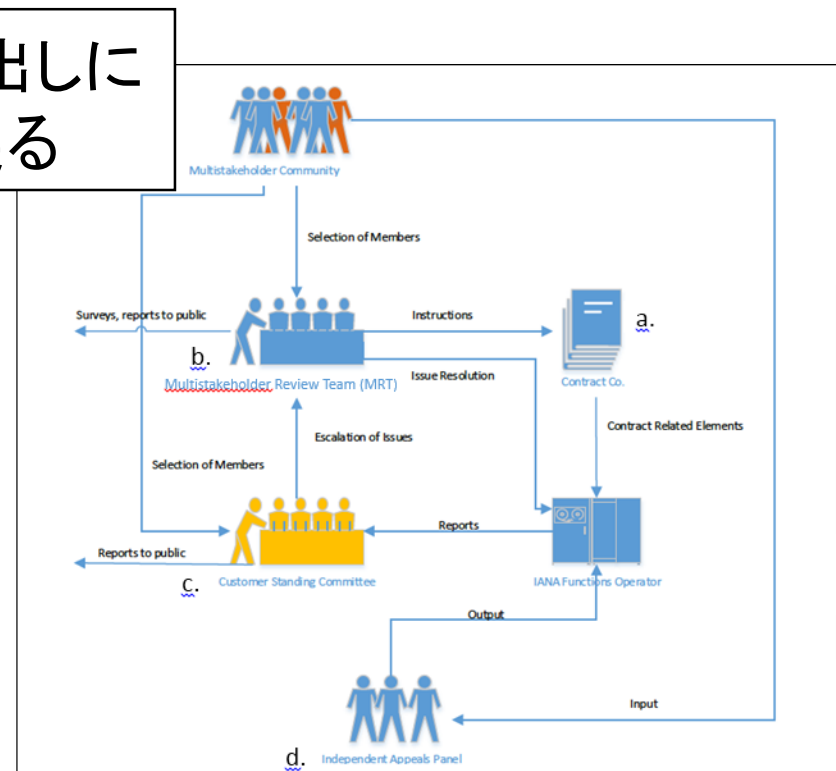 出しに
る
Multistakeholder Community
Selection of Members
Surveys, reports to public
Instructions
a.
b.
Multistakeholder Review Team (MRT)
Issue Resolution
Contract Co.
Contract Related Elements
Escalation of Issues
Selection of Members
Reports
Reports to public
c.
Customer Standing Committee
IANA Functions Operator
Output
Input
d.
Independent Appeals Panel